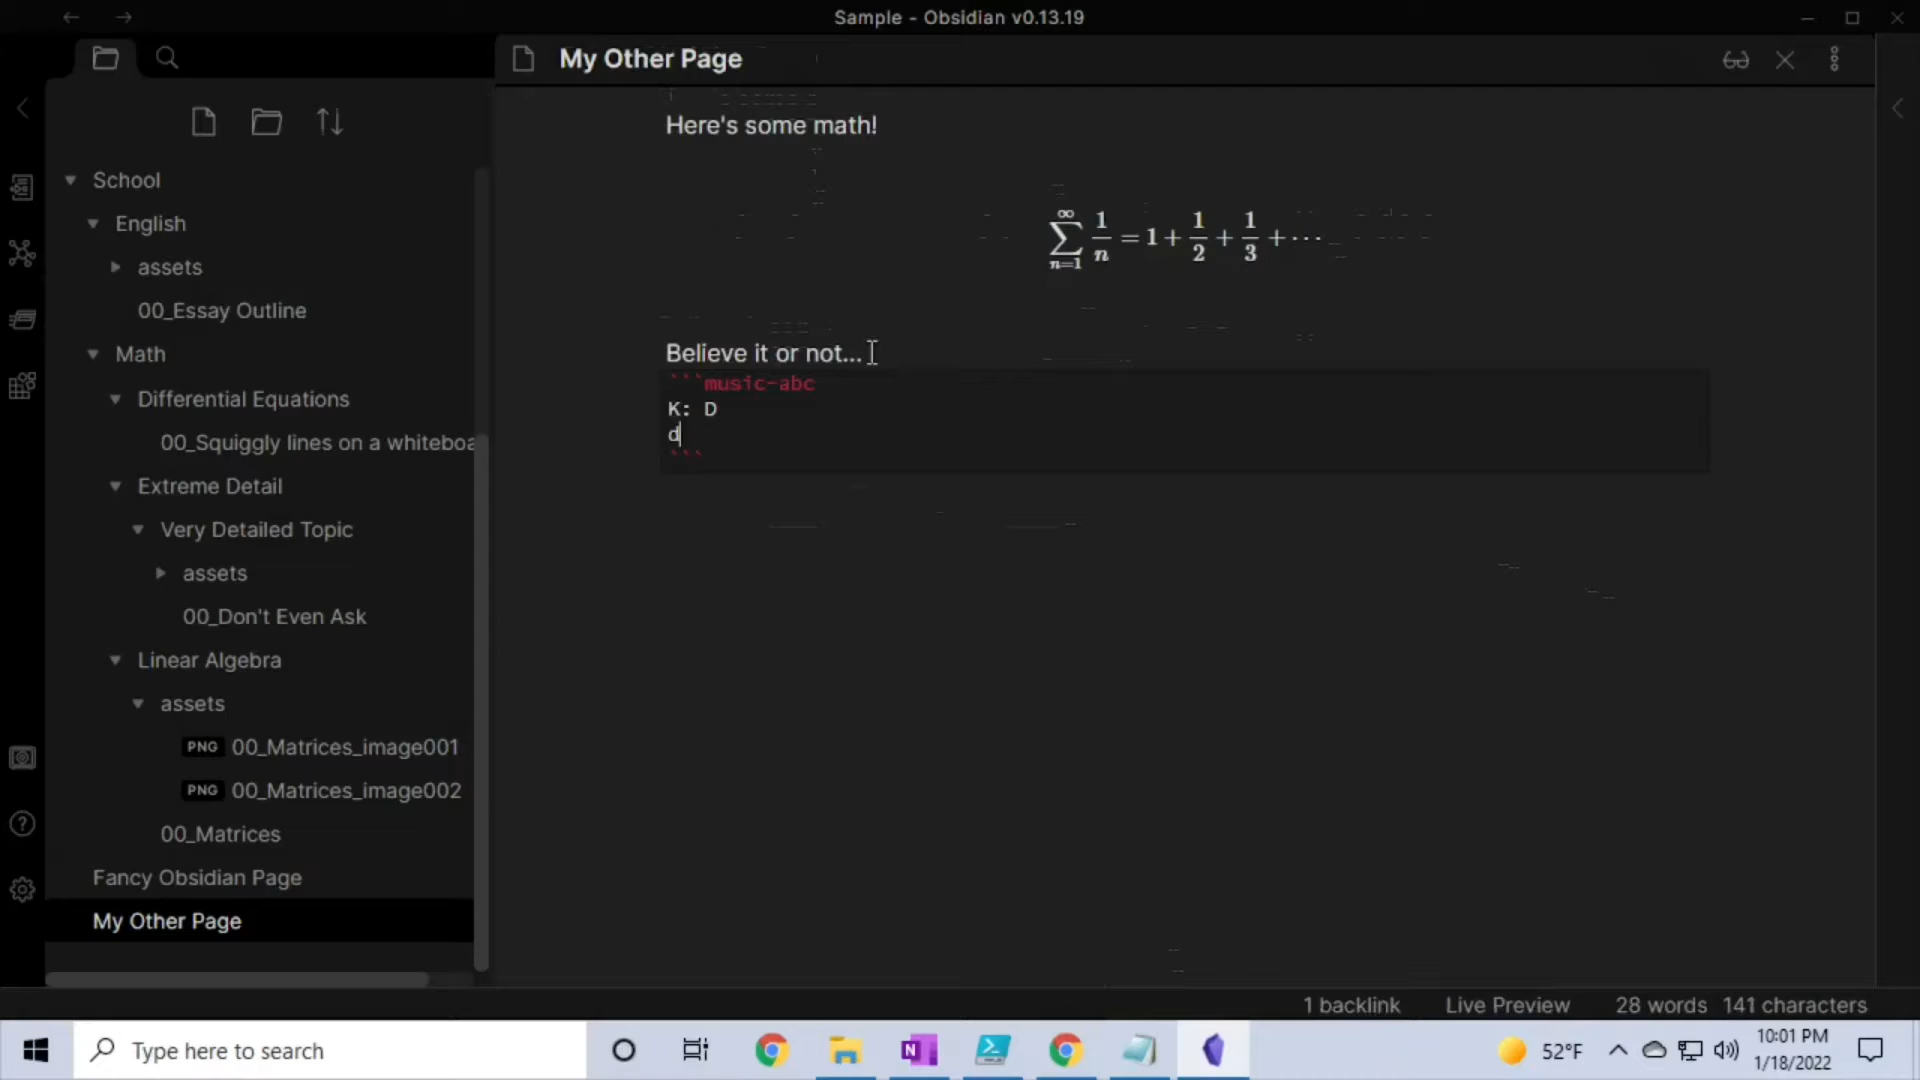 Sample - Obsidian v0.13.19
My Other Page
School
English
assets
00_Essay Outline
Math
Differential Equations
00_Squiggly lines on a whiteboa
Extreme Detail
Very Detailed Topic
assets
00_Don't Even Ask
Linear Algebra
assets
PNG 00_Matrices_image001
PNG 00_Matrices_image002
00_Matrices
Fancy Obsidian Page
My Other Page
Here's some math!
∞ ∑ n=1 1/n = 1 + 1/2 + 1/3 + ⋯
Believe it or not...
```music-abc
K: D
d
```
1 backlink Live Preview 28 words 141 characters
Type here to search
N
52°F
10:01 PM
1/18/2022